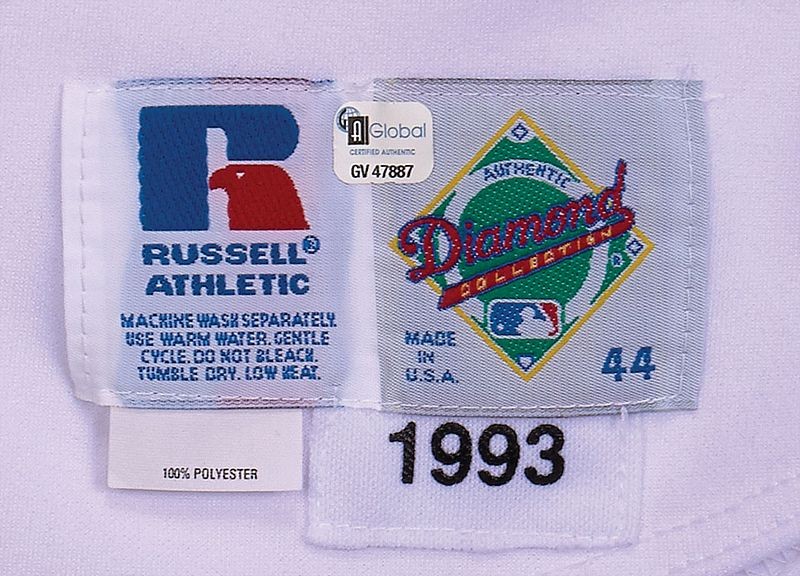 RUSSELL®
ATHLETIC
MACHINE WASH SEPARATELY.
USE WARM WATER. GENTLE
CYCLE. DO NOT BLEACH.
TUMBLE DRY. LOW HEAT.
100% POLYESTER
GAI Global
CERTIFIED AUTHENTIC
GV 47887
AUTHENTIC
Diamond
COLLECTION
®
MADE
IN
U.S.A.
44
1993